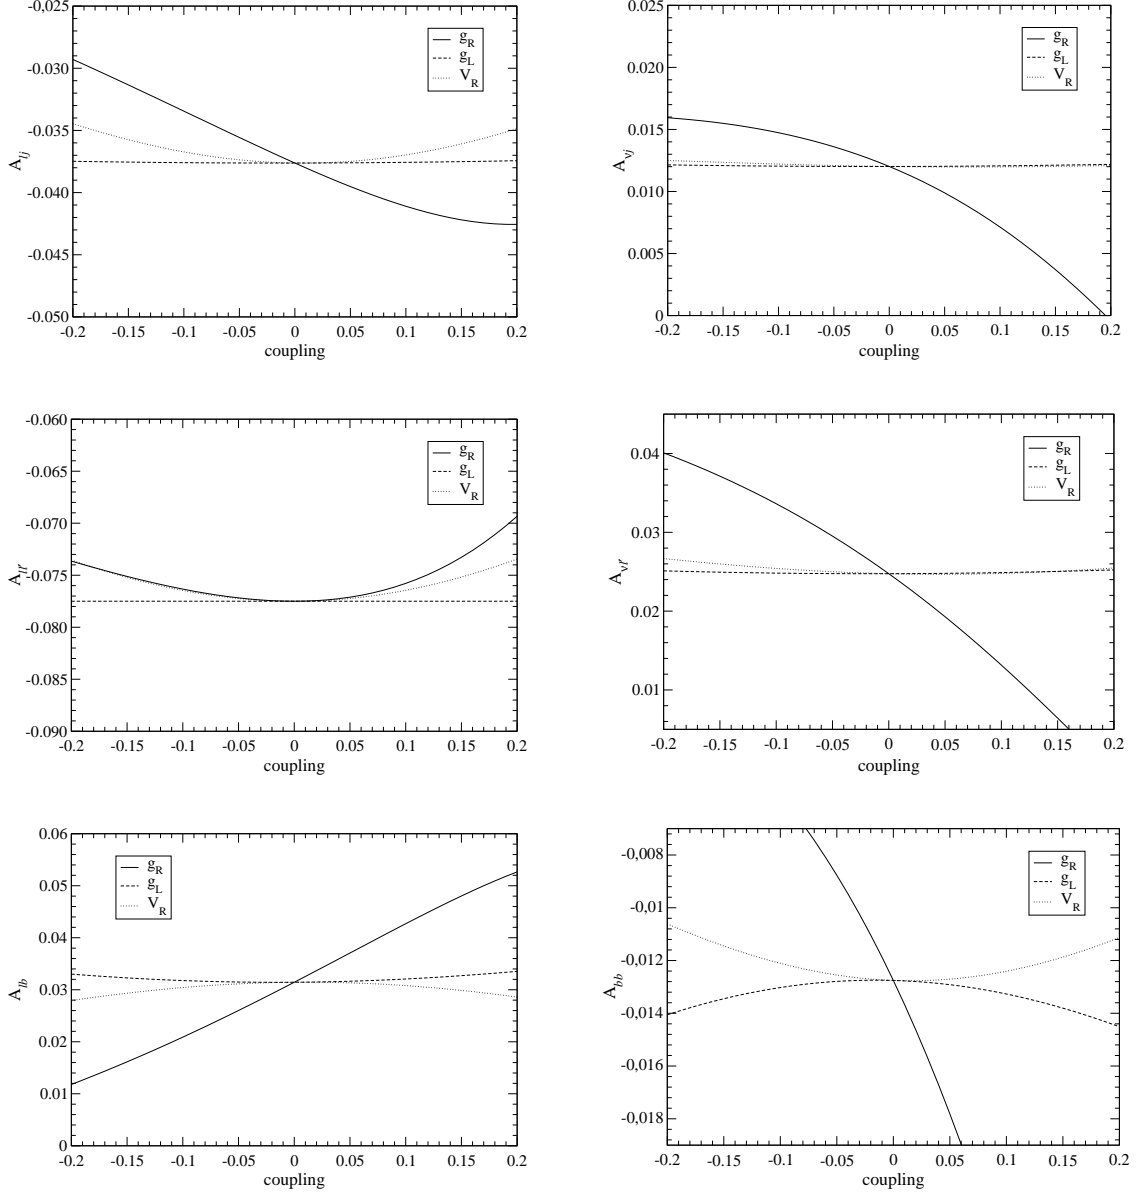 -0.025
-0.030
-0.035
-0.040
-0.045
-0.050
A_lj
g_R
g_L
V_R
-0.2 -0.15 -0.1 -0.05 0 0.05 0.1 0.15 0.2
coupling
0.025
0.020
0.015
0.010
0.005
0
A_νj
g_R
g_L
V_R
-0.2 -0.15 -0.1 -0.05 0 0.05 0.1 0.15 0.2
coupling
-0.060
-0.065
-0.070
-0.075
-0.080
-0.085
-0.090
A_ll'
g_R
g_L
V_R
-0.2 -0.15 -0.1 -0.05 0 0.05 0.1 0.15 0.2
coupling
0.04
0.03
0.02
0.01
A_νl'
g_R
g_L
V_R
-0.2 -0.15 -0.1 -0.05 0 0.05 0.1 0.15 0.2
coupling
0.06
0.05
0.04
0.03
0.02
0.01
0
A_lb
g_R
g_L
V_R
-0.2 -0.15 -0.1 -0.05 0 0.05 0.1 0.15 0.2
coupling
-0,008
-0,01
-0,012
-0,014
-0,016
-0,018
A_bb
g_R
g_L
V_R
-0.2 -0.15 -0.1 -0.05 0 0.05 0.1 0.15 0.2
coupling